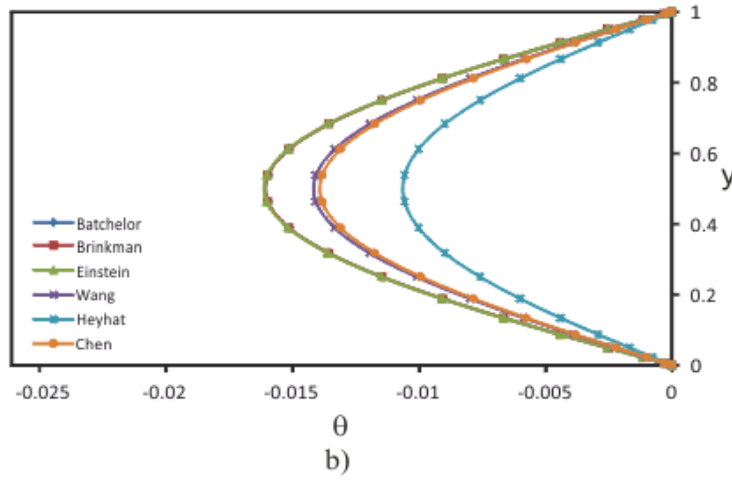 1
0.8
0.6
y
0.4
0.2
0
Batchelor
Brinkman
Einstein
Wang
Heyhat
Chen
-0.025 -0.02 -0.015 -0.01 -0.005 0
θ
b)